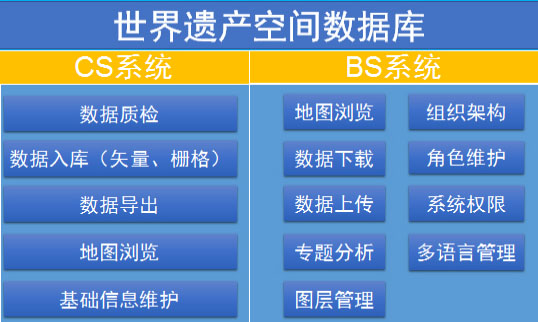 世界遗产空间数据库
CS系统
BS系统
数据质检
数据入库（矢量、栅格）
数据导出
地图浏览
基础信息维护
地图浏览
组织架构
数据下载
角色维护
数据上传
系统权限
专题分析
多语言管理
图层管理